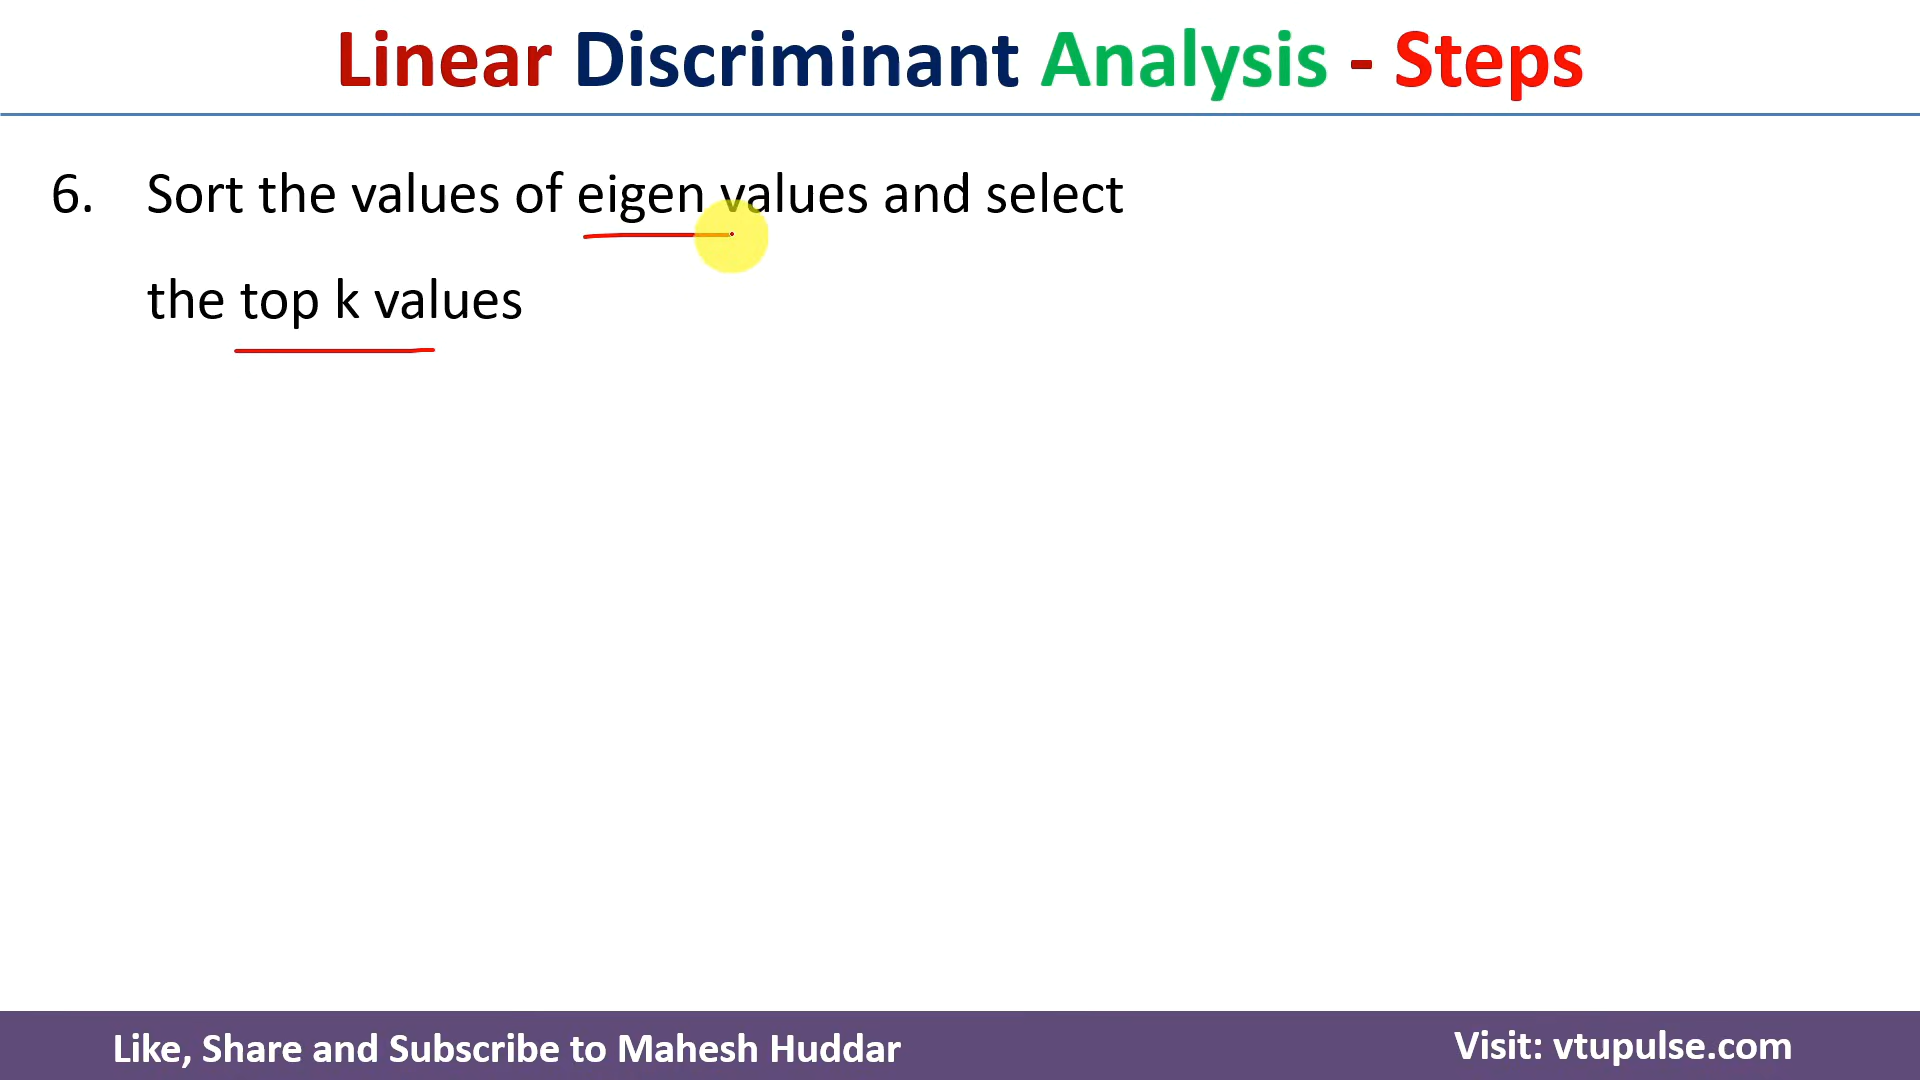 Linear Discriminant Analysis - Steps
6. Sort the values of eigen values and select
the top k values
Like, Share and Subscribe to Mahesh Huddar
Visit: vtupulse.com